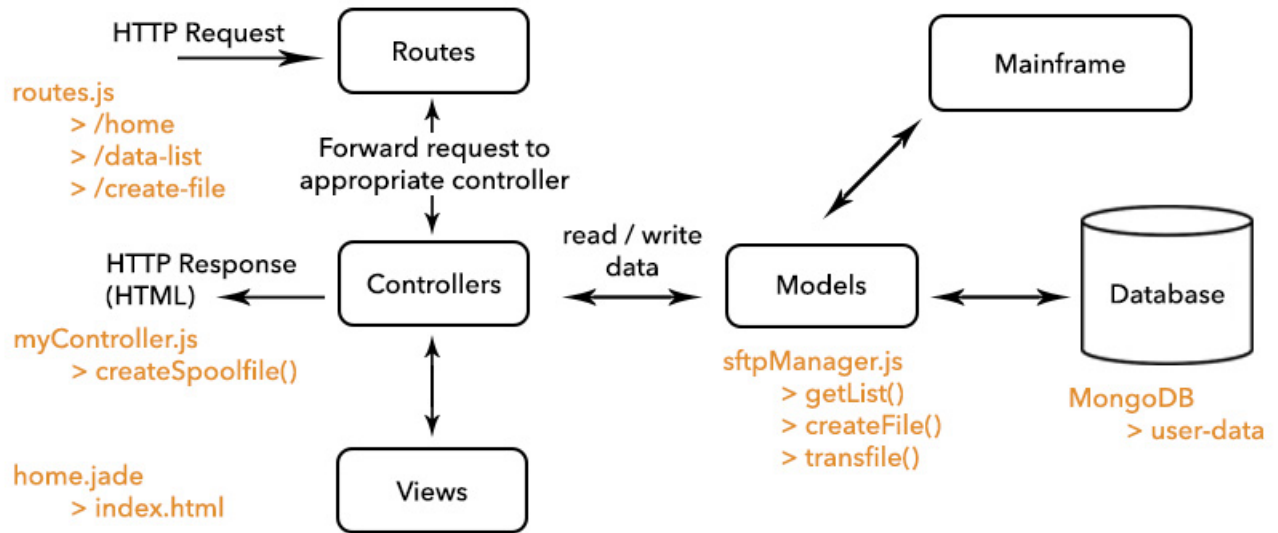 HTTP Request
Routes
Mainframe
routes.js
> /home
> /data-list
> /create-file
Forward request to
appropriate controller
HTTP Response
(HTML)
Controllers
read / write
data
Models
Database
myController.js
> createSpoolfile()
sftpManager.js
> getList()
> createFile()
> transfile()
MongoDB
> user-data
home.jade
> index.html
Views